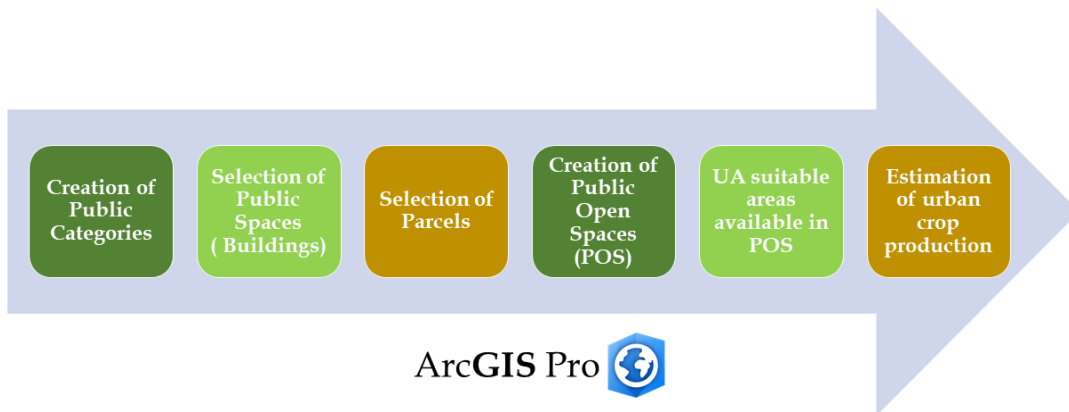 Creation of
Public
Categories
Selection of
Public
Spaces
( Buildings)
Selection of
Parcels
Creation of
Public
Open
Spaces
(POS)
UA suitable
areas
available in
POS
Estimation
of urban
crop
production
ArcGIS Pro